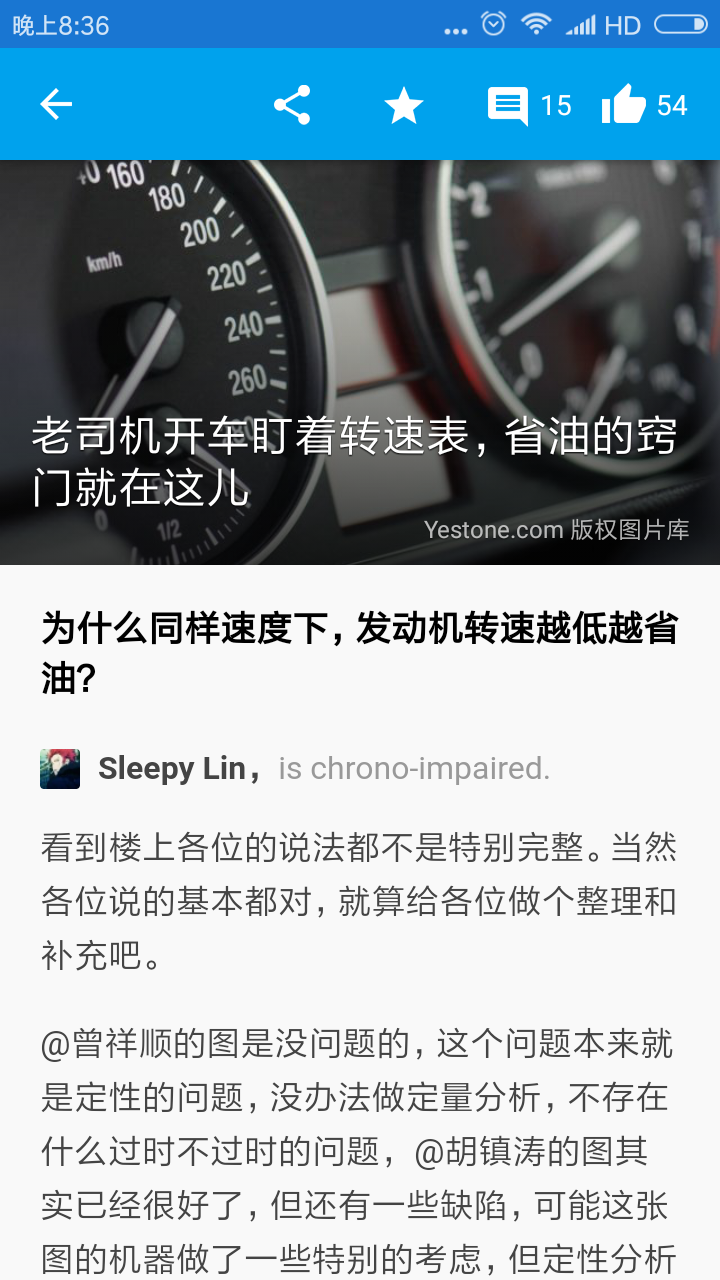 晚上8:36
... HD
15 54
160
180
200
220
240
260
km/h
0
1/2
2
1
0
老司机开车盯着转速表，省油的窍
门就在这儿
Yestone.com 版权图片库
为什么同样速度下，发动机转速越低越省
油？
Sleepy Lin，is chrono-impaired.
看到楼上各位的说法都不是特别完整。当然
各位说的基本都对，就算给各位做个整理和
补充吧。
@曾祥顺的图是没问题的，这个问题本来就
是定性的问题，没办法做定量分析，不存在
什么过时不过时的问题，@胡镇涛的图其
实已经很好了，但还有一些缺陷，可能这张
图的机器做了一些特别的考虑，但定性分析